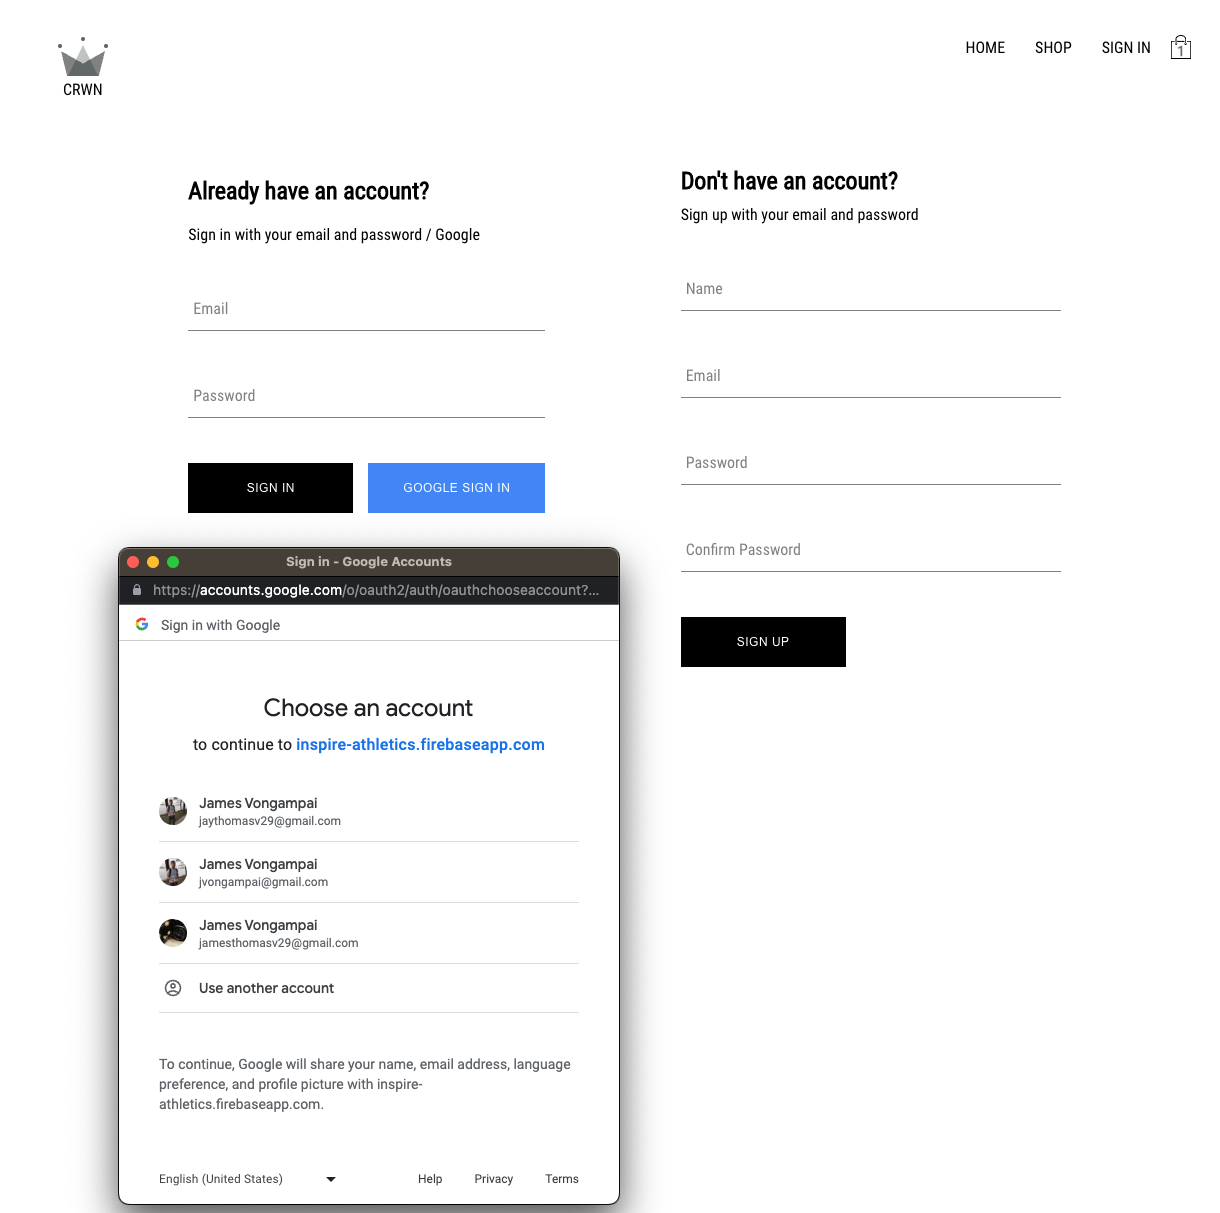 CRWN
HOME
SHOP
SIGN IN
1
Already have an account?
Sign in with your email and password / Google
Email
Password
SIGN IN
GOOGLE SIGN IN
Don't have an account?
Sign up with your email and password
Name
Email
Password
Confirm Password
SIGN UP
Sign in - Google Accounts
https://accounts.google.com/o/oauth2/auth/oauthchooseaccount?...
Sign in with Google
Choose an account
to continue to inspire-athletics.firebaseapp.com
James Vongampai
jaythomasv29@gmail.com
James Vongampai
jvongampai@gmail.com
James Vongampai
jamesthomasv29@gmail.com
Use another account
To continue, Google will share your name, email address, language
preference, and profile picture with inspire-
athletics.firebaseapp.com.
English (United States)
Help
Privacy
Terms